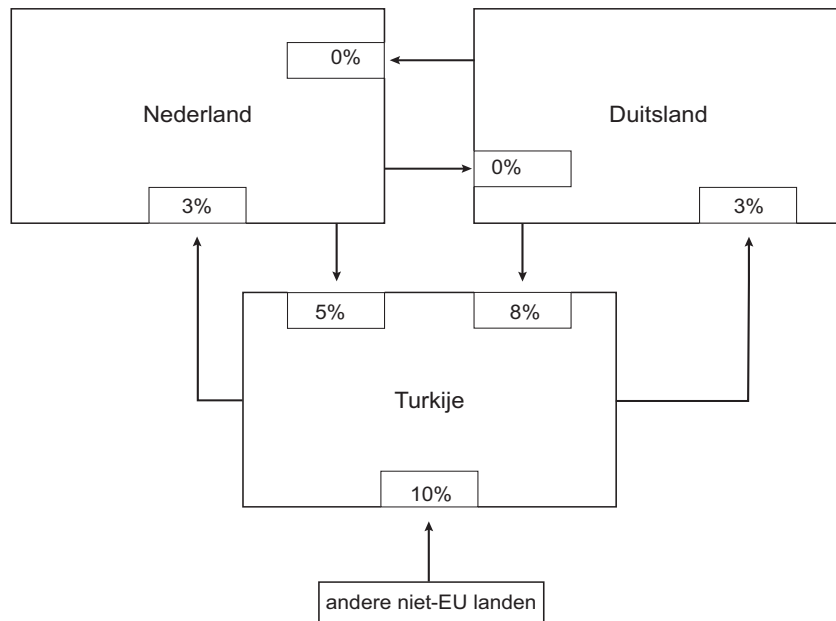 0%
Nederland
Duitsland
0%
3%
3%
5%
8%
Turkije
10%
andere niet-EU landen